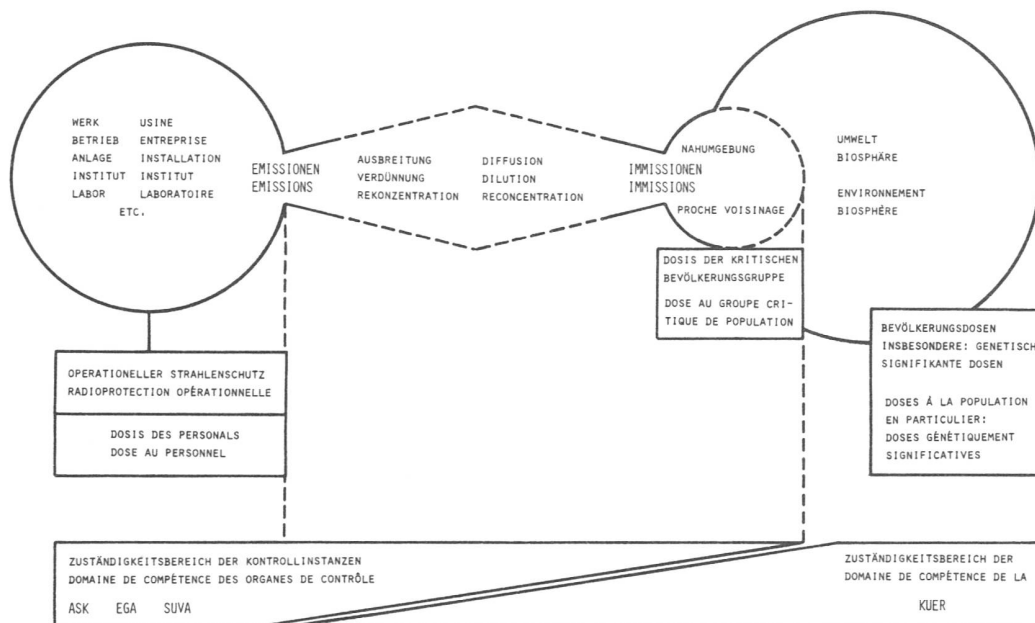 WERK USINE
BETRIEB ENTREPRISE
ANLAGE INSTALLATION
INSTITUT INSTITUT
LABOR LABORATOIRE
ETC.
EMISSIONEN
EMISSIONS
AUSBREITUNG DIFFUSION
VERDÜNNUNG DILUTION
REKONZENTRATION RECONCENTRATION
IMMISSIONEN
IMMISSIONS
NAHUMGEBUNG
PROCHE VOISINAGE
UMWELT
BIOSPHÄRE
ENVIRONNEMENT
BIOSPHÈRE
DOSIS DER KRITISCHEN
BEVÖLKERUNGSGRUPPE
DOSE AU GROUPE CRI-
TIQUE DE POPULATION
BEVÖLKERUNGSDOSEN
INSBESONDERE: GENETISCH
SIGNIFIKANTE DOSEN
DOSES Á LA POPULATION
EN PARTICULIER:
DOSES GÉNÉTIQUEMENT
SIGNIFICATIVES
OPERATIONELLER STRAHLENSCHUTZ
RADIOPROTECTION OPÉRATIONNELLE
DOSIS DES PERSONALS
DOSE AU PERSONNEL
ZUSTÄNDIGKEITSBEREICH DER KONTROLLINSTANZEN
DOMAINE DE COMPÉTENCE DES ORGANES DE CONTRÔLE
ASK EGA SUVA
ZUSTÄNDIGKEITSBEREICH DER
DOMAINE DE COMPÉTENCE DE LA
KUER